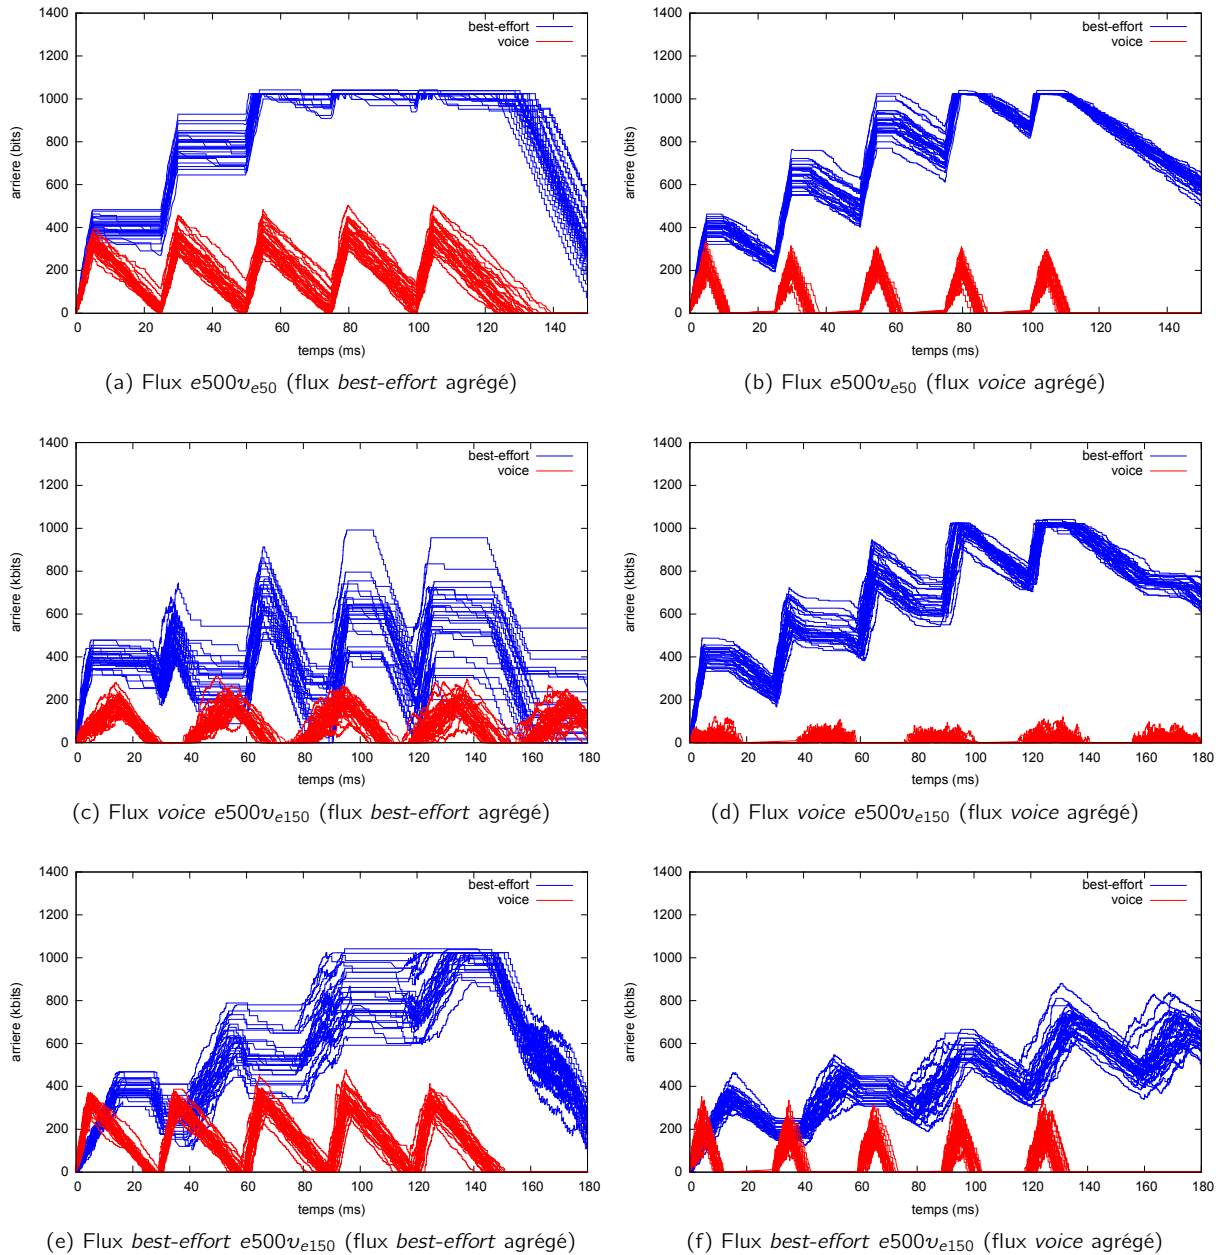 1400
1200
1000
800
600
400
200
0
arriere (bits)
best-effort
voice
0 20 40 60 80 100 120 140
temps (ms)
(a) Flux e500υe50 (flux best-effort agrégé)
1400
1200
1000
800
600
400
200
0
arriere (bits)
best-effort
voice
0 20 40 60 80 100 120 140
temps (ms)
(b) Flux e500υe50 (flux voice agrégé)
1400
1200
1000
800
600
400
200
0
arriere (kbits)
best-effort
voice
0 20 40 60 80 100 120 140 160 180
temps (ms)
(c) Flux voice e500υe150 (flux best-effort agrégé)
1400
1200
1000
800
600
400
200
0
arriere (kbits)
best-effort
voice
0 20 40 60 80 100 120 140 160 180
temps (ms)
(d) Flux voice e500υe150 (flux voice agrégé)
1400
1200
1000
800
600
400
200
0
arriere (kbits)
best-effort
voice
0 20 40 60 80 100 120 140 160 180
temps (ms)
(e) Flux best-effort e500υe150 (flux best-effort agrégé)
1400
1200
1000
800
600
400
200
0
arriere (kbits)
best-effort
voice
0 20 40 60 80 100 120 140 160 180
temps (ms)
(f) Flux best-effort e500υe150 (flux voice agrégé)